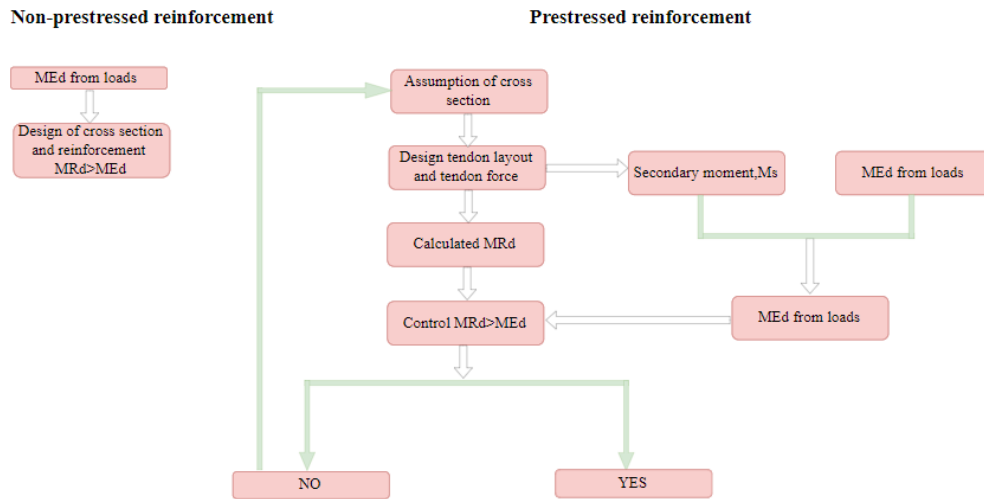 Non-prestressed reinforcement
Prestressed reinforcement
MEd from loads
Design of cross section
and reinforcement
MRd>MEd
Assumption of cross
section
Design tendon layout
and tendon force
Secondary moment,Ms
MEd from loads
Calculated MRd
Control MRd>MEd
MEd from loads
NO
YES